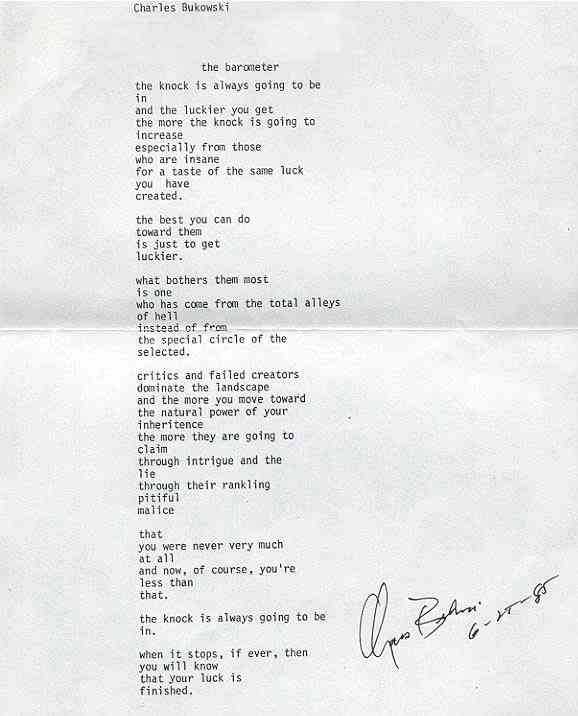 Charles Bukowski
the barometer
the knock is always going to be
in
and the luckier you get
the more the knock is going to
increase
especially from those
who are insane
for a taste of the same luck
you  have
created.
the best you can do
toward them
is just to get
luckier.
what bothers them most
is one
who has come from the total alleys
of hell
instead of from
the special circle of the
selected.
critics and failed creators
dominate the landscape
and the more you move toward
the natural power of your
inheritence
the more they are going to
claim
through intrigue and the
lie
through their rankling
pitiful
malice
that
you were never very much
at all
and now, of course, you're
less than
that.
the knock is always going to be
in.
when it stops, if ever, then
you will know
that your luck is
finished.